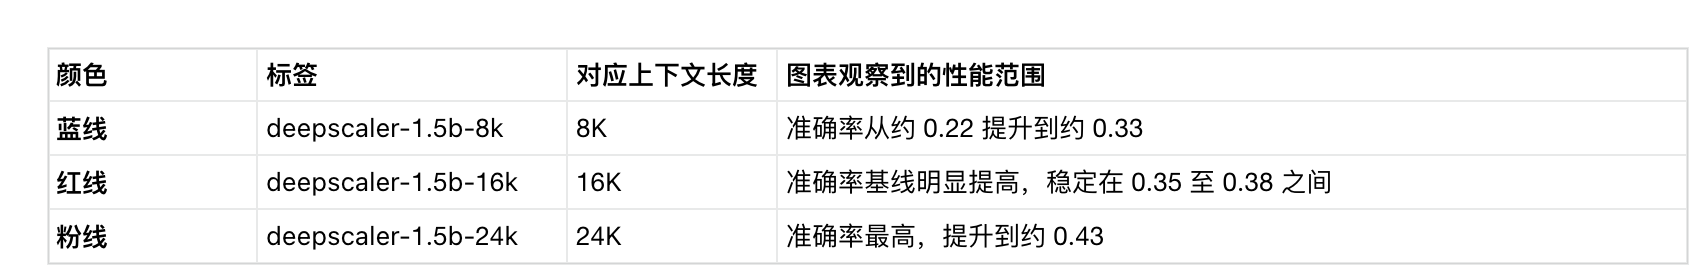 颜色 标签 对应上下文长度 图表观察到的性能范围
蓝线 deepscaler-1.5b-8k 8K 准确率从约 0.22 提升到约 0.33
红线 deepscaler-1.5b-16k 16K 准确率基线明显提高，稳定在 0.35 至 0.38 之间
粉线 deepscaler-1.5b-24k 24K 准确率最高，提升到约 0.43